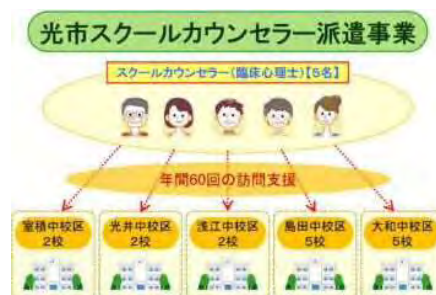 光市スクールカウンセラー派遣事業
スクールカウンセラー(臨床心理士)【5名】
年間60回の訪問支援
室積中校区
2校
光井中校区
2校
浅江中校区
2校
島田中校区
5校
大和中校区
5校